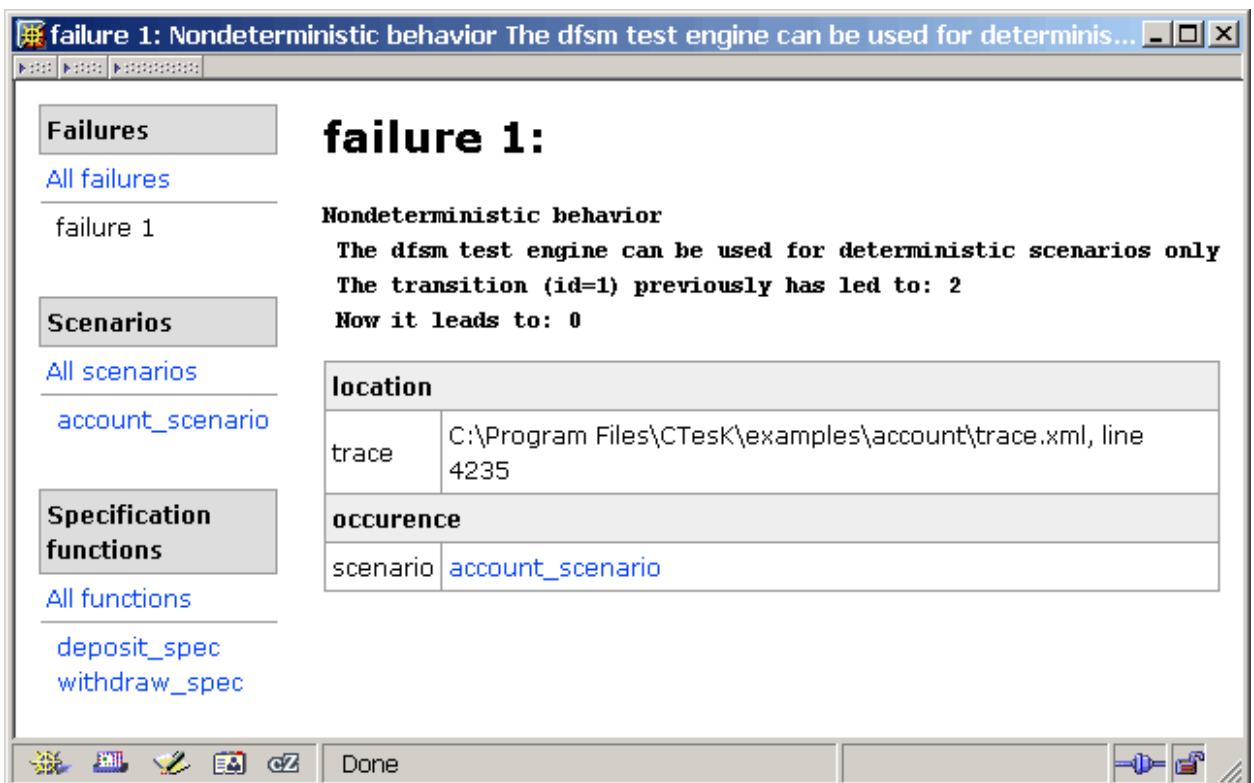 failure 1: Nondeterministic behavior The dfsm test engine can be used for determinis...
Failures
All failures
failure 1
Scenarios
All scenarios
account_scenario
Specification
functions
All functions
deposit_spec
withdraw_spec
failure 1:
Nondeterministic behavior
The dfsm test engine can be used for deterministic scenarios only
The transition (id=1) previously has led to: 2
Now it leads to: 0
location
trace
C:\Program Files\CTesK\examples\account\trace.xml, line
4235
occurence
scenario account_scenario
cZ
Done